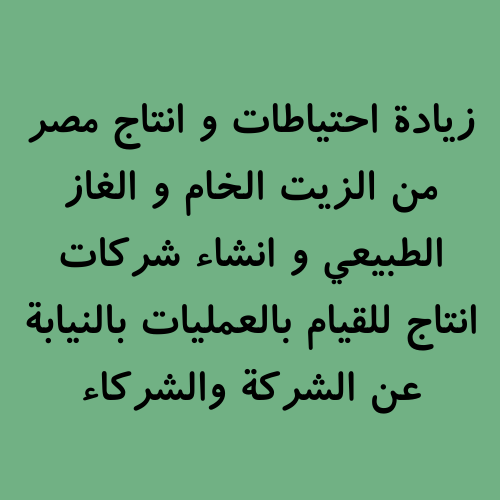 زيادة احتياطات و انتاج مصر
من الزيت الخام و الغاز
الطبيعي و انشاء شركات
انتاج للقيام بالعمليات بالنيابة
عن الشركة والشركاء